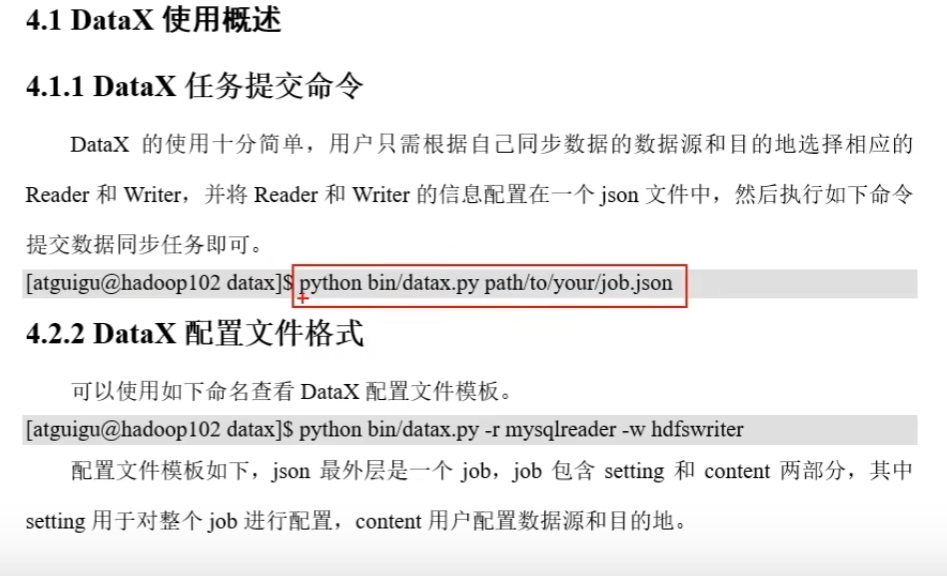 4.1 DataX 使用概述
4.1.1 DataX 任务提交命令
DataX 的使用十分简单，用户只需根据自己同步数据的数据源和目的地选择相应的
Reader 和 Writer，并将 Reader 和 Writer 的信息配置在一个 json 文件中，然后执行如下命令
提交数据同步任务即可。
[atguigu@hadoop102 datax]$ python bin/datax.py path/to/your/job.json
4.2.2 DataX 配置文件格式
可以使用如下命名查看 DataX 配置文件模板。
[atguigu@hadoop102 datax]$ python bin/datax.py -r mysqlreader -w hdfswriter
配置文件模板如下，json 最外层是一个 job，job 包含 setting 和 content 两部分，其中
setting 用于对整个 job 进行配置，content 用户配置数据源和目的地。